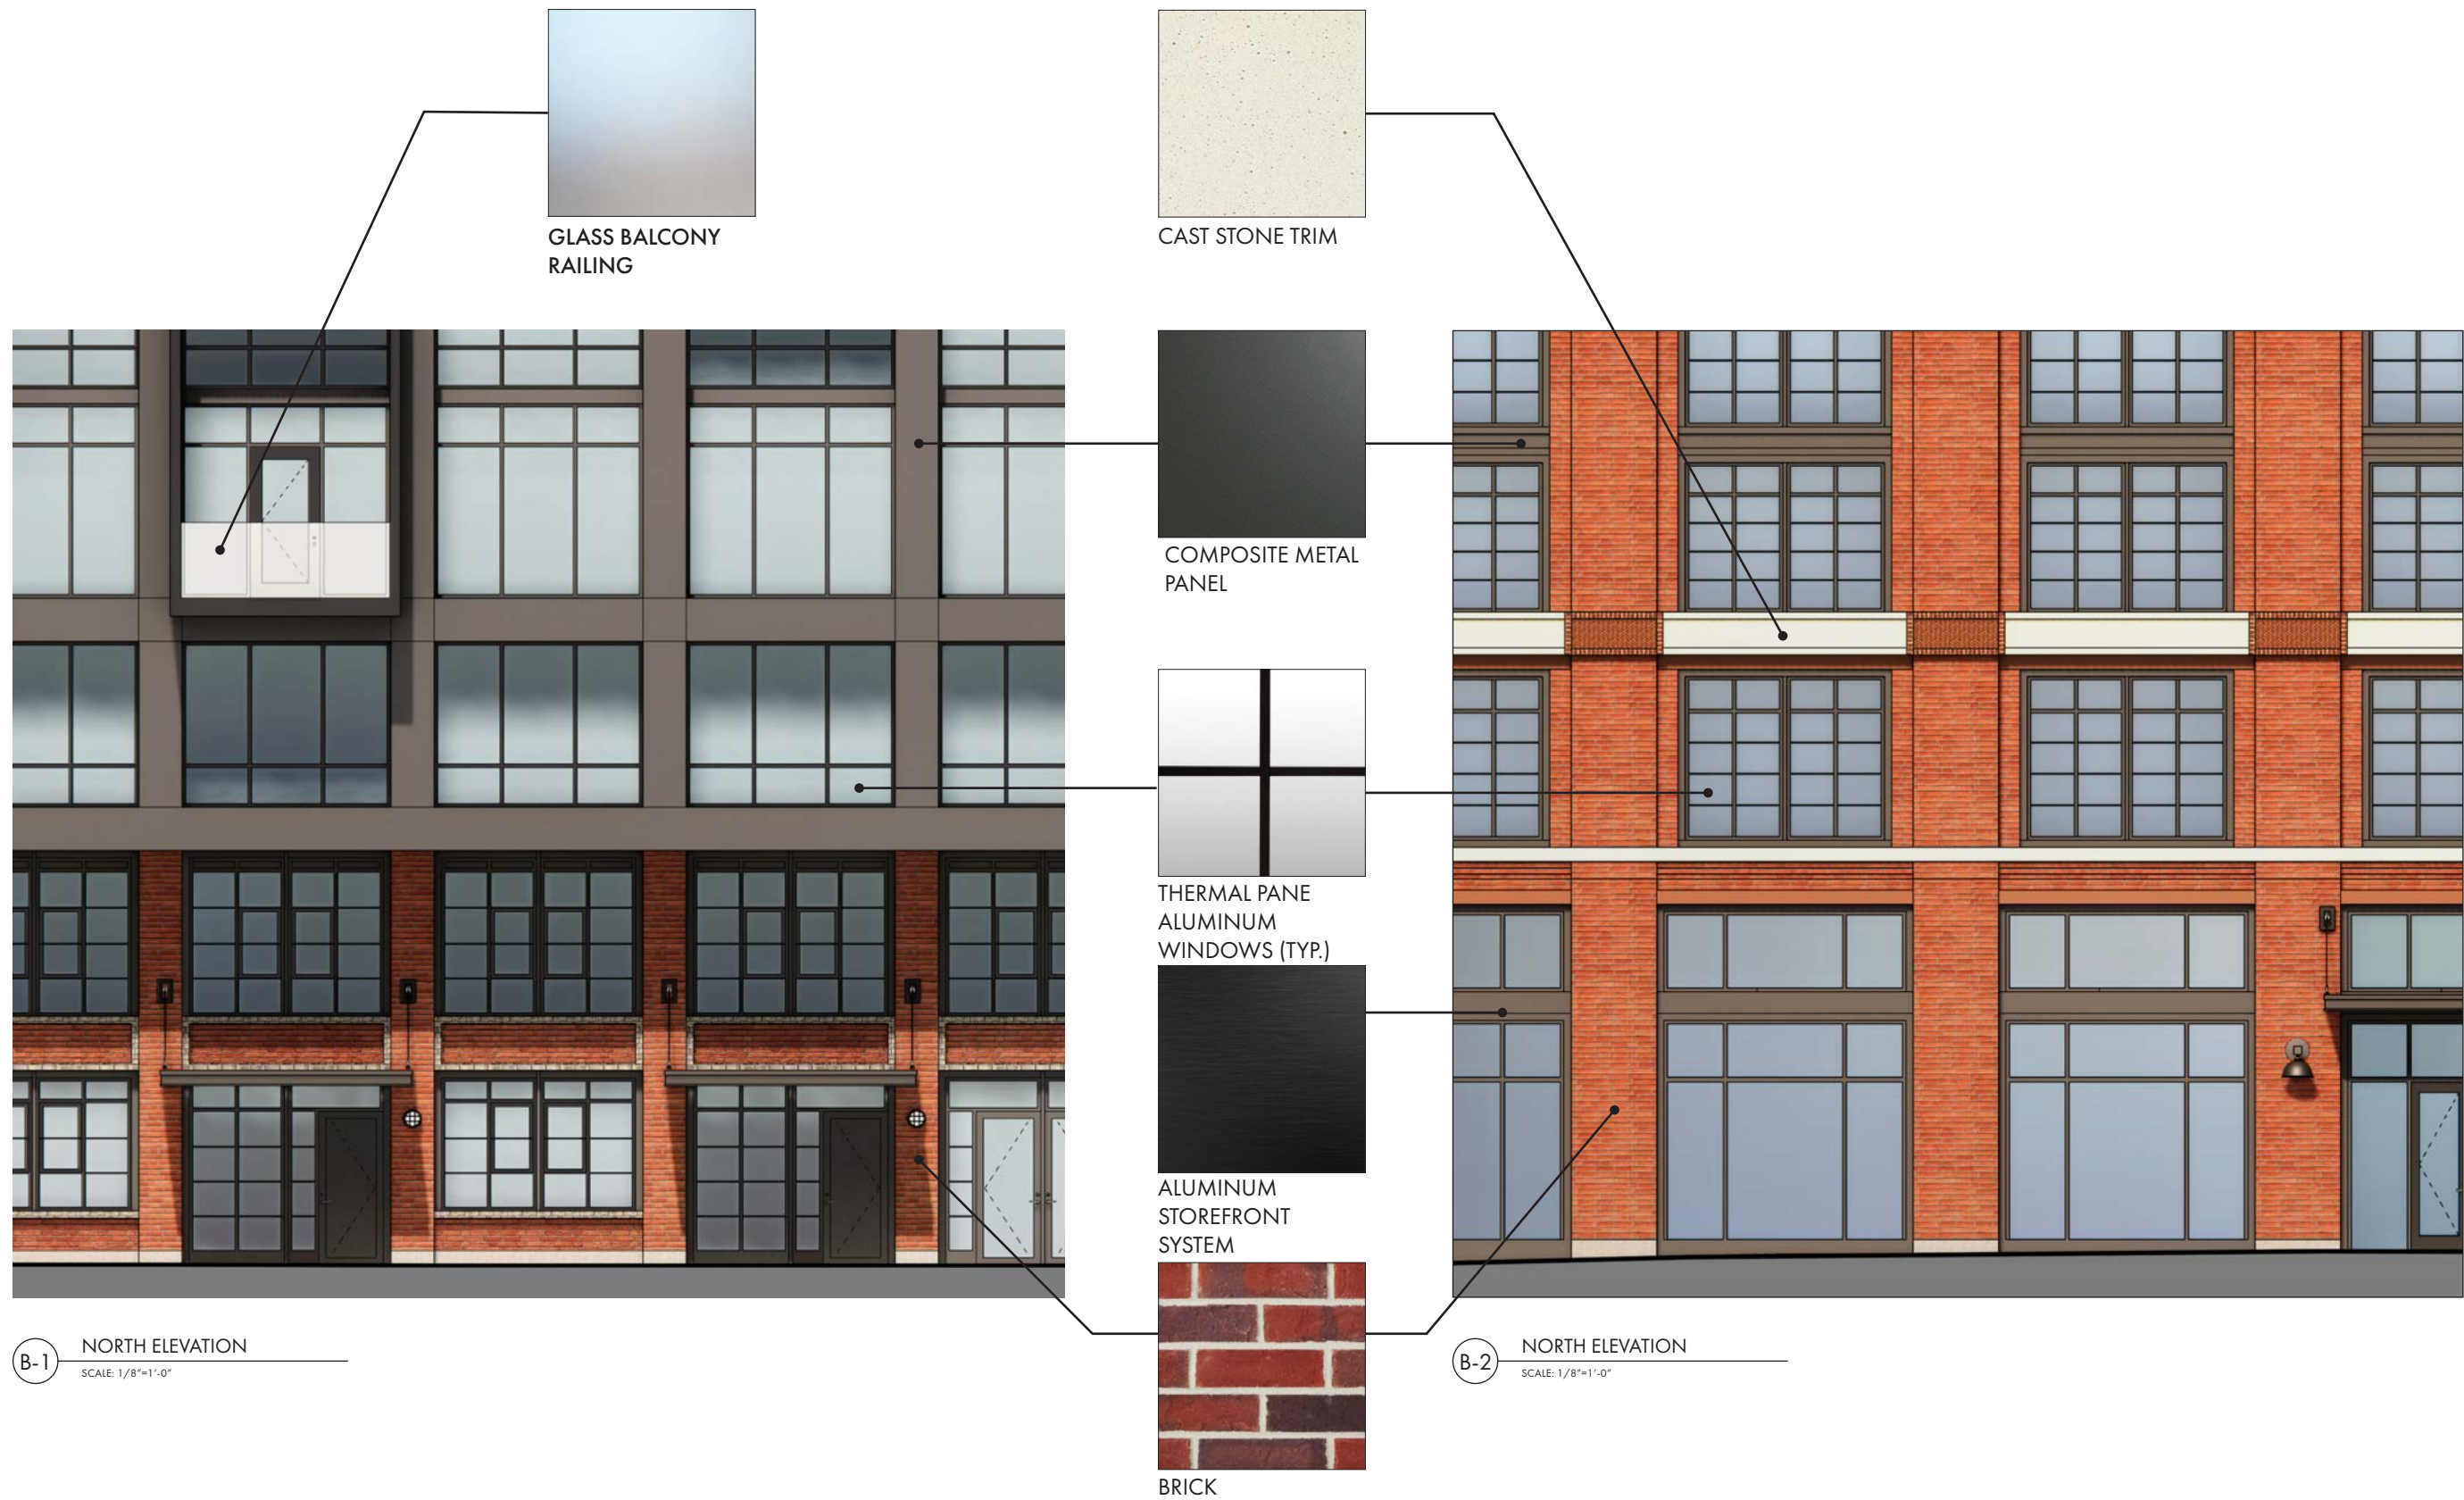 GLASS BALCONY
RAILING
CAST STONE TRIM
COMPOSITE METAL
PANEL
THERMAL PANE
ALUMINUM
WINDOWS (TYP.)
ALUMINUM
STOREFRONT
SYSTEM
BRICK
B-1
NORTH ELEVATION
SCALE: 1/8"=1'-0"
B-2
NORTH ELEVATION
SCALE: 1/8"=1'-0"